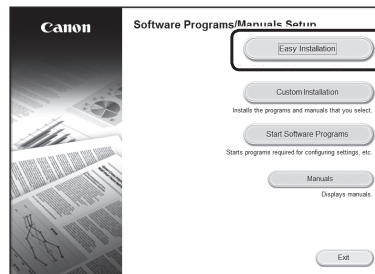 Canon
Software Programs/Manuals Setup
Easy Installation
Custom Installation
Installs the programs and manuals that you select.
Start Software Programs
Starts programs required for configuring settings, etc.
Manuals
Displays manuals.
Exit